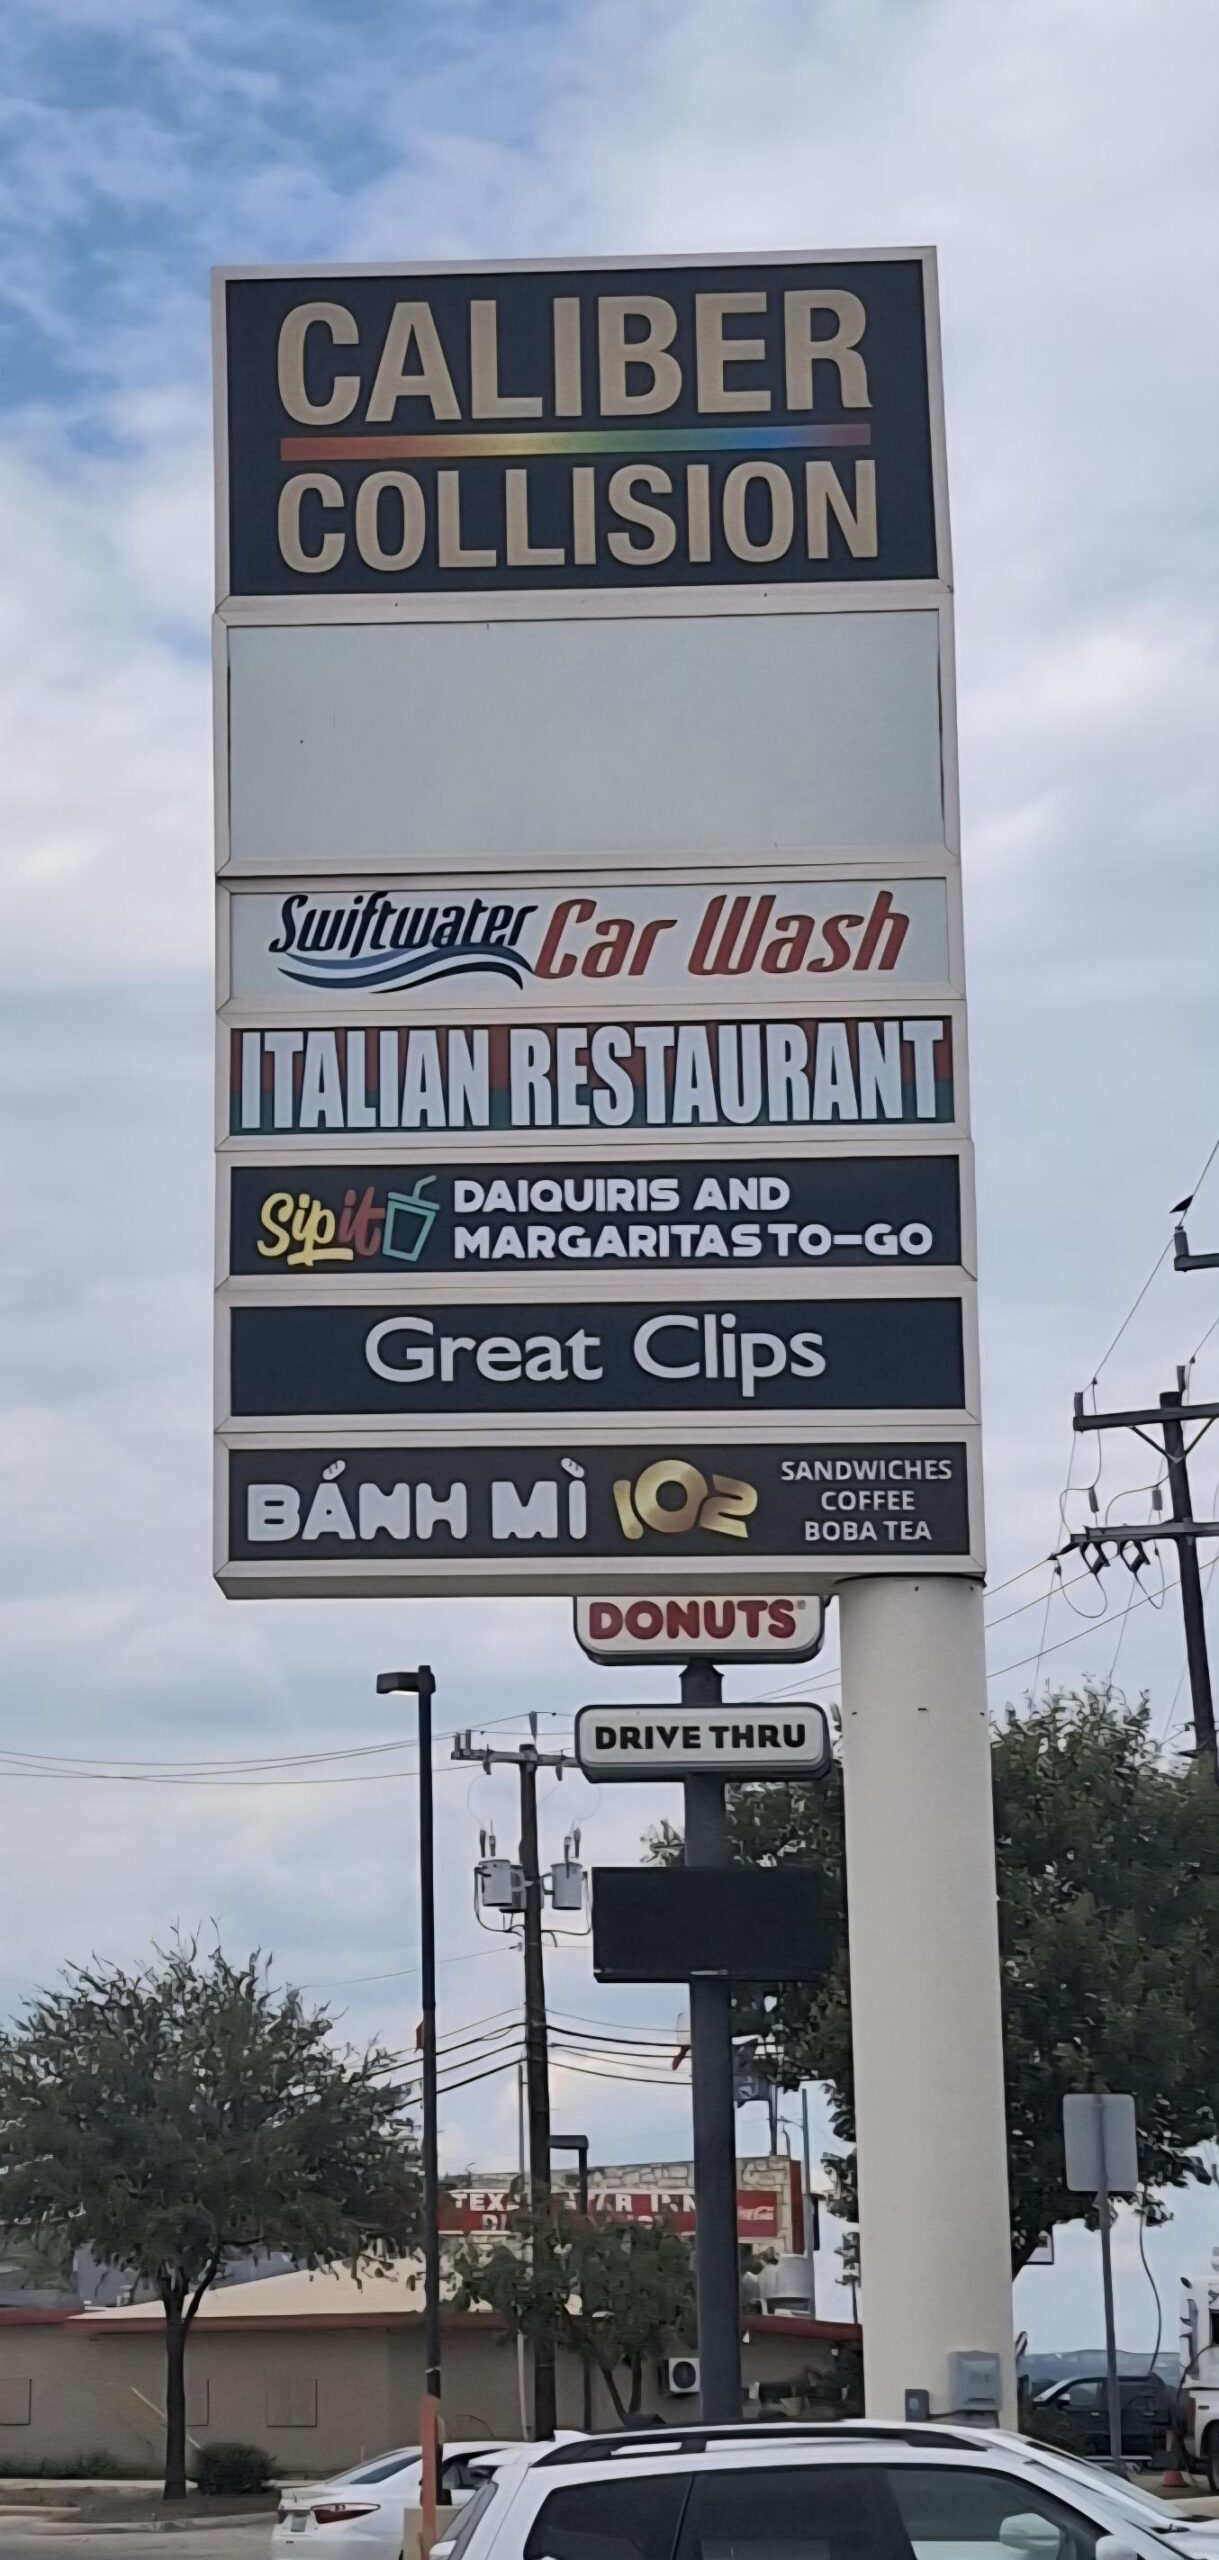 CALIBER
COLLISION
Swiftwater Car Wash
ITALIAN RESTAURANT
Sip it DAIQUIRIS AND
MARGARITAS TO-GO
Great Clips
BÁNH MÌ 102 SANDWICHES
COFFEE
BOBA TEA
DONUTS®
DRIVE THRU